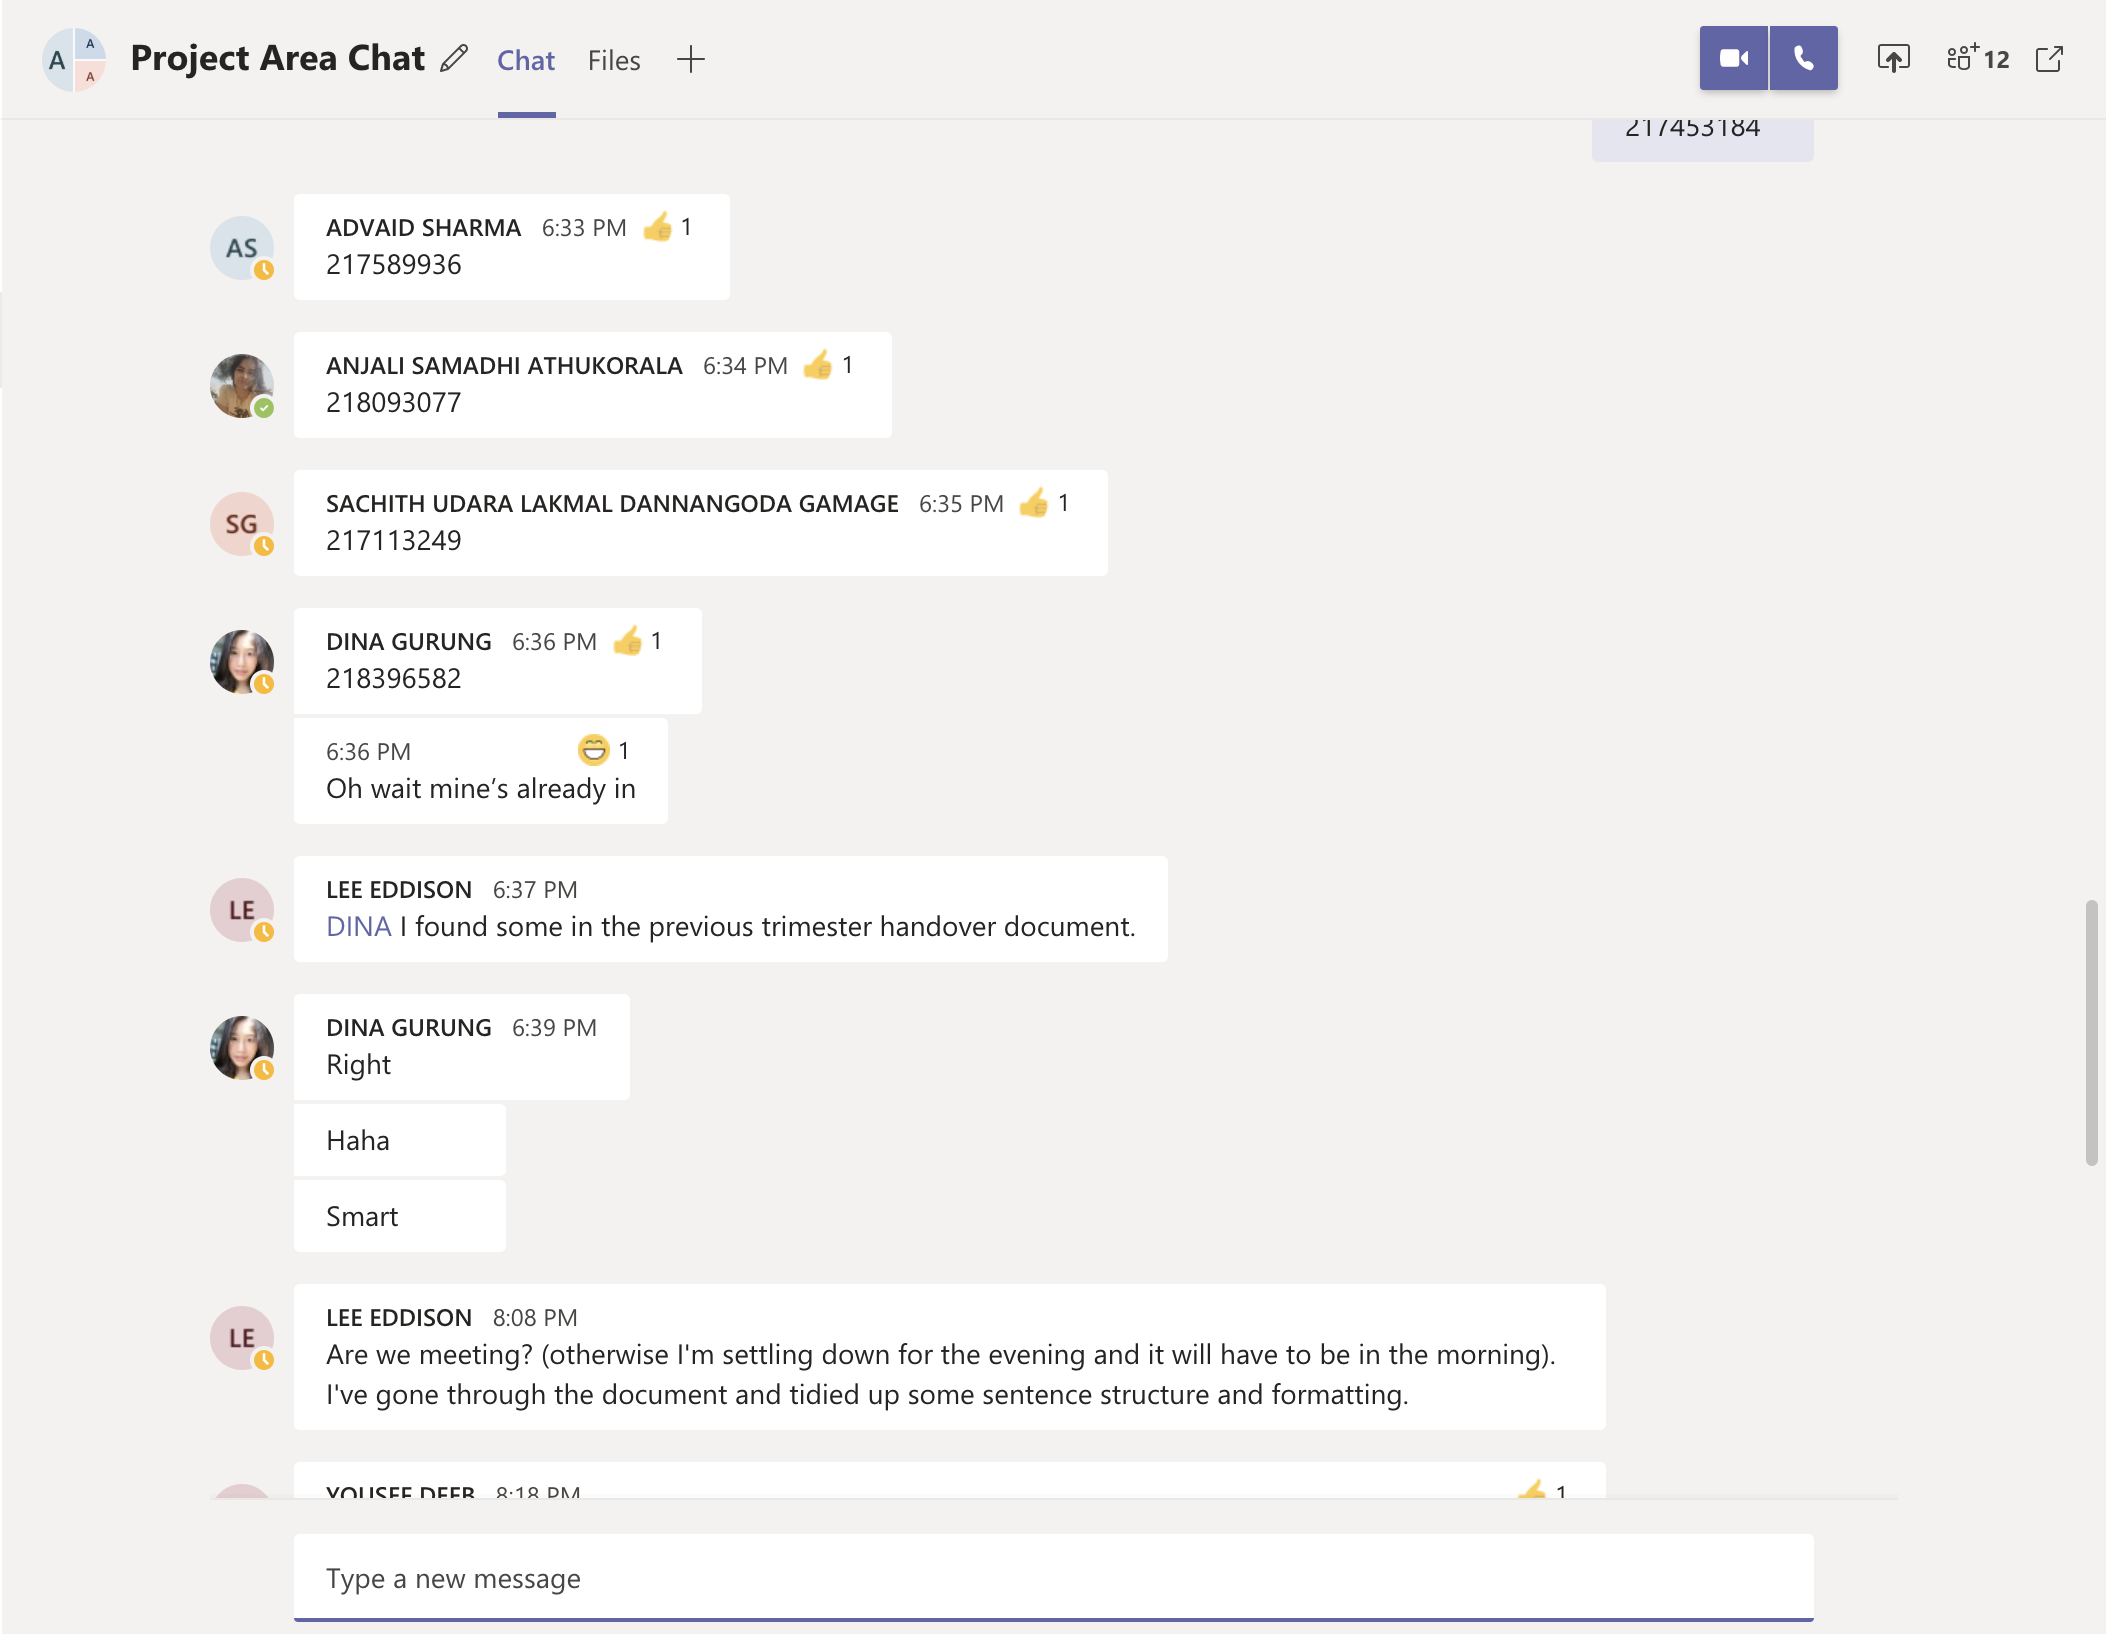 A A A Project Area Chat Chat Files 12
217453184
AS ADVAID SHARMA 6:33 PM 1
217589936
ANJALI SAMADHI ATHUKORALA 6:34 PM 1
218093077
SG SACHITH UDARA LAKMAL DANNANGODA GAMAGE 6:35 PM 1
217113249
DINA GURUNG 6:36 PM 1
218396582
6:36 PM 1
Oh wait mine’s already in
LE LEE EDDISON 6:37 PM
DINA I found some in the previous trimester handover document.
DINA GURUNG 6:39 PM
Right
Haha
Smart
LE LEE EDDISON 8:08 PM
Are we meeting? (otherwise I'm settling down for the evening and it will have to be in the morning).
I've gone through the document and tidied up some sentence structure and formatting.
YOUSEF DEEB 8:18 PM 1
Type a new message